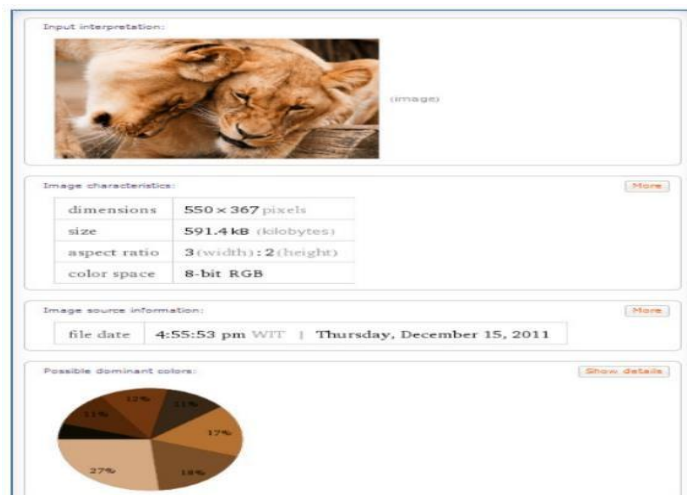 Input interpretation:
(image)
Image characteristics:
More
dimensions 550 × 367 pixels
size 591.4 kB (kilobytes)
aspect ratio 3 (width) : 2 (height)
color space 8-bit RGB
Image source information:
More
file date 4:55:53 pm WIT | Thursday, December 15, 2011
Possible dominant colors:
Show details
12% 11%
11%
17%
27% 18%